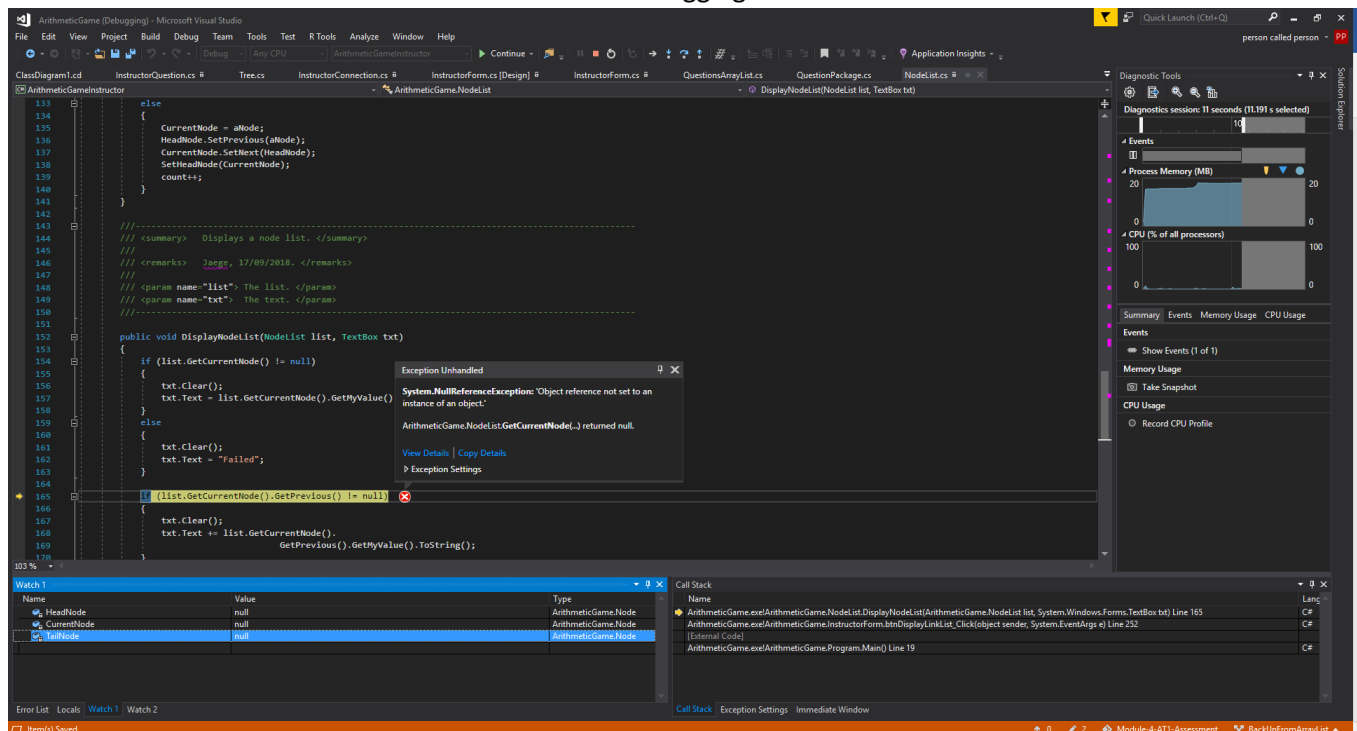 gg
ArithmeticGame (Debugging) - Microsoft Visual Studio
Quick Launch (Ctrl+Q)
File Edit View Project Build Debug Team Tools Test R Tools Analyze Window Help
person called person PP
Debug Any CPU ArithmeticGameInstructor Continue Application Insights
ClassDiagram1.cd InstructorQuestion.cs Tree.cs InstructorConnection.cs InstructorForm.cs [Design] InstructorForm.cs QuestionsArrayList.cs QuestionPackage.cs NodeList.cs
ArithmeticGameInstructor ArithmeticGame.NodeList DisplayNodeList(NodeList list, TextBox txt)
133 else
134 {
135 CurrentNode = aNode;
136 HeadNode.SetPrevious(aNode);
137 CurrentNode.SetNext(HeadNode);
138 SetHeadNode(CurrentNode);
139 count++;
140 }
141 }
142
143 ///-----------------------------------------------------------------------------------------------
144 /// <summary> Displays a node list. </summary>
145 ///
146 /// <remarks> Jaege, 17/09/2018. </remarks>
147 ///
148 /// <param name="list"> The list. </param>
149 /// <param name="txt"> The text. </param>
150 ///-----------------------------------------------------------------------------------------------
151
152 public void DisplayNodeList(NodeList list, TextBox txt)
153 {
154 if (list.GetCurrentNode() != null)
155 {
156 txt.Clear();
157 txt.Text = list.GetCurrentNode().GetMyValue()
158 }
159 else
160 {
161 txt.Clear();
162 txt.Text = "Failed";
163 }
164
165 if (list.GetCurrentNode().GetPrevious() != null)
166 {
167 txt.Clear();
168 txt.Text += list.GetCurrentNode().
169 GetPrevious().GetMyValue().ToString();
170 }
103 %
Exception Unhandled
System.NullReferenceException: 'Object reference not set to an
instance of an object.'
ArithmeticGame.NodeList.GetCurrentNode(...) returned null.
View Details | Copy Details
Exception Settings
Diagnostic Tools
Solution Explorer
Diagnostics session: 11 seconds (11.191 s selected)
10
Events
Process Memory (MB)
20 20
0 0
CPU (% of all processors)
100 100
0 0
Summary Events Memory Usage CPU Usage
Events
Show Events (1 of 1)
Memory Usage
Take Snapshot
CPU Usage
Record CPU Profile
Watch 1
Name Value Type
HeadNode null ArithmeticGame.Node
CurrentNode null ArithmeticGame.Node
TailNode null ArithmeticGame.Node
Error List Locals Watch 1 Watch 2
Call Stack
Name Lang
ArithmeticGame.exe!ArithmeticGame.NodeList.DisplayNodeList(ArithmeticGame.NodeList list, System.Windows.Forms.TextBox txt) Line 165 C#
ArithmeticGame.exe!ArithmeticGame.InstructorForm.btnDisplayLinkList_Click(object sender, System.EventArgs e) Line 252 C#
[External Code]
ArithmeticGame.exe!ArithmeticGame.Program.Main() Line 19 C#
Call Stack Exception Settings Immediate Window
Item(s) Saved 0 2 Module-4-AT1-Assessment BackUpFromArrayList